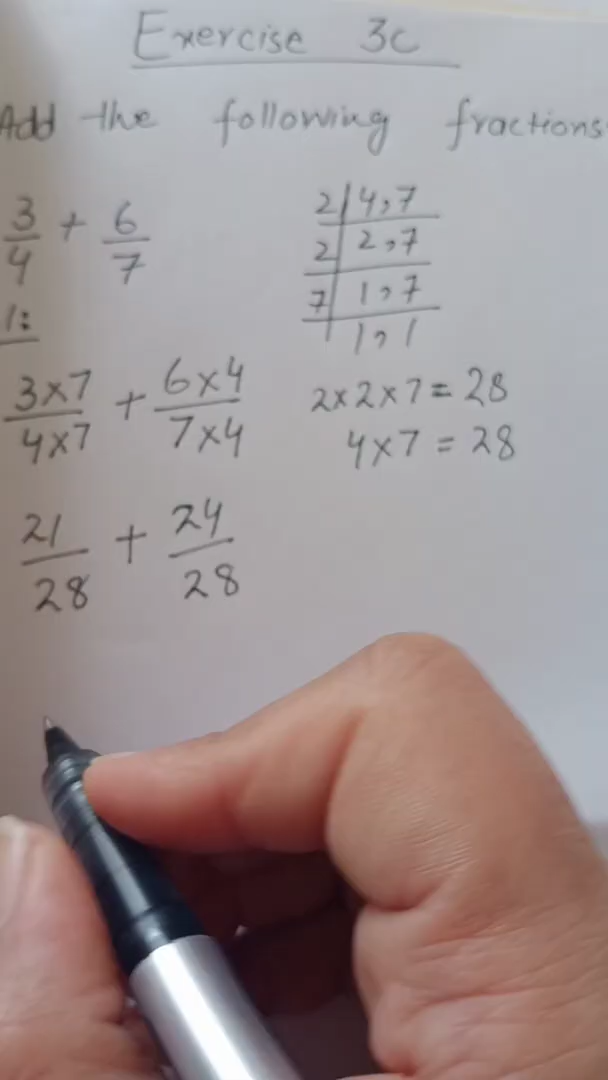 Exercise 3c
Add the following fractions
3/4 + 6/7
2 | 4, 7
2 | 2, 7
7 | 1, 7
1, 1
1:
3×7/4×7 + 6×4/7×4
2×2×7 = 28
4×7 = 28
21/28 + 24/28